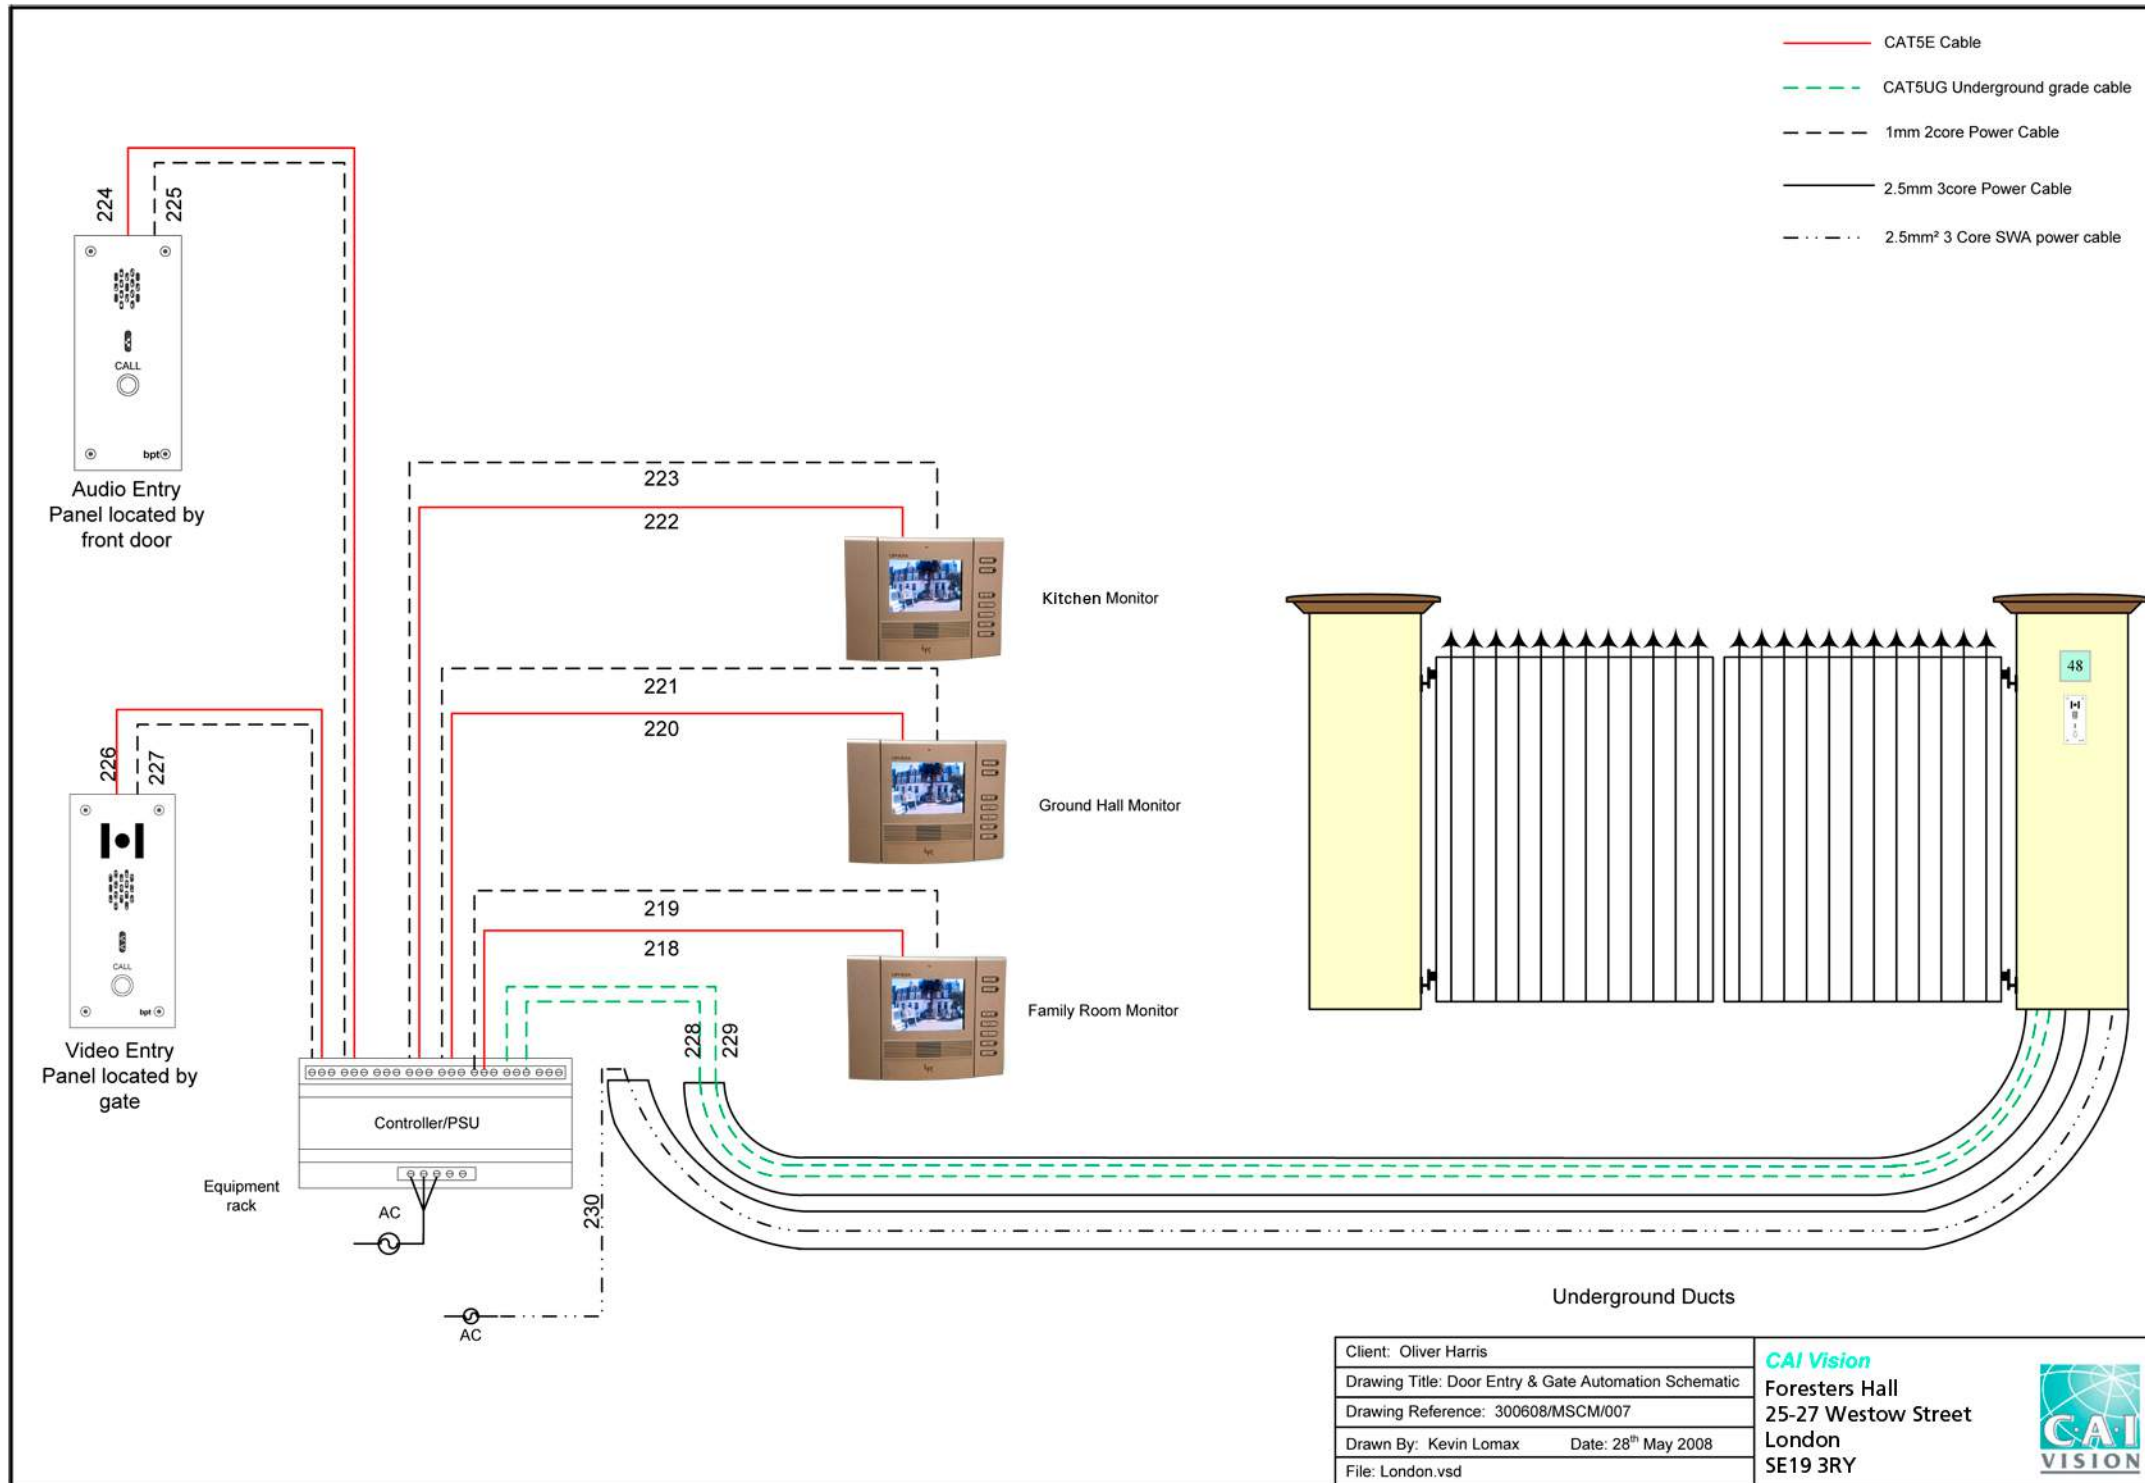 CAT5E Cable
CAT5UG Underground grade cable
1mm 2core Power Cable
2.5mm 3core Power Cable
2.5mm² 3 Core SWA power cable
224
225
CALL
bpt
Audio Entry
Panel located by
front door
223
222
Kitchen Monitor
221
220
Ground Hall Monitor
226
227
CALL
bpt
Video Entry
Panel located by
gate
219
218
Family Room Monitor
228
229
48
Controller/PSU
Equipment
rack
AC
230
AC
Underground Ducts
Client: Oliver Harris
Drawing Title: Door Entry & Gate Automation Schematic
Drawing Reference: 300608/MSCM/007
Drawn By: Kevin Lomax Date: 28th May 2008
File: London.vsd
CAI Vision
Foresters Hall
25-27 Westow Street
London
SE19 3RY
C·A·I
VISION